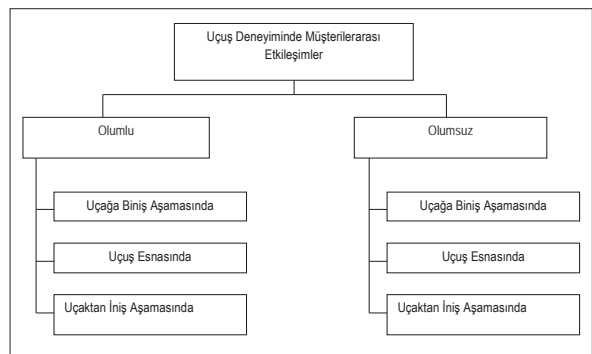 Uçuş Deneyiminde Müşterilerarası
Etkileşimler
Olumlu
Olumsuz
Uçağa Biniş Aşamasında
Uçağa Biniş Aşamasında
Uçuş Esnasında
Uçuş Esnasında
Uçaktan İniş Aşamasında
Uçaktan İniş Aşamasında